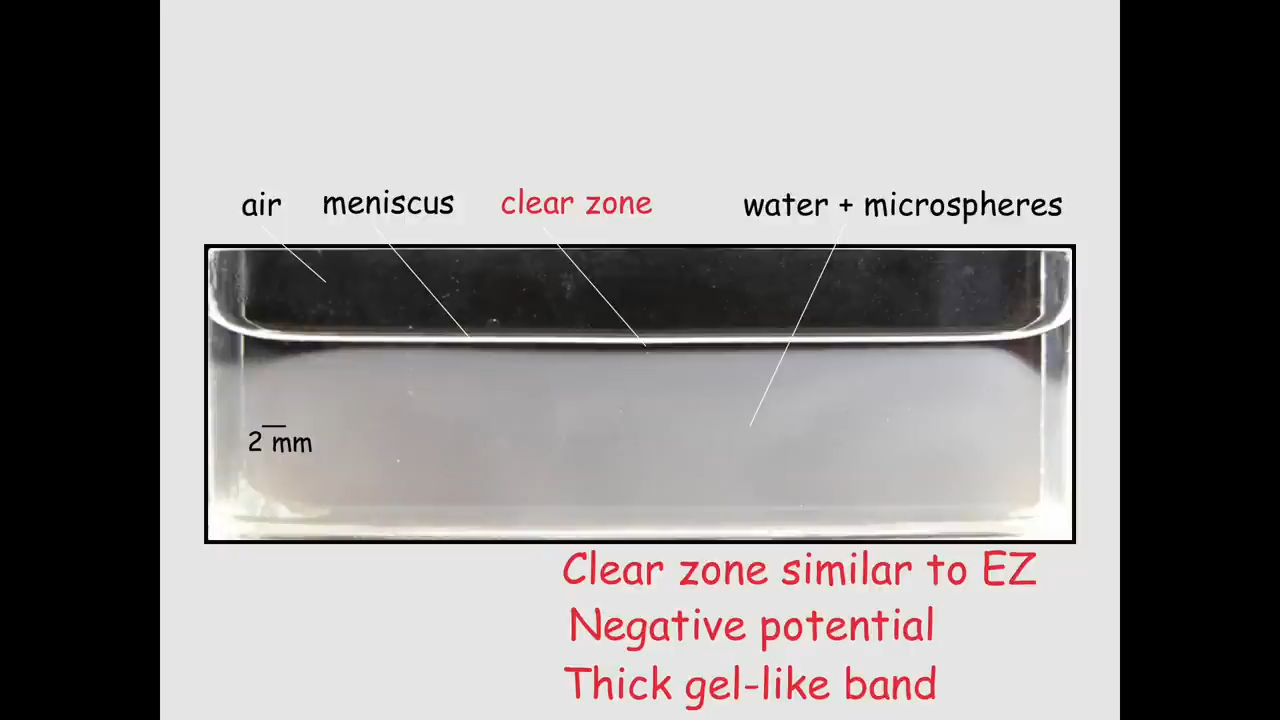 air meniscus clear zone water + microspheres
2 mm
Clear zone similar to EZ
Negative potential
Thick gel-like band